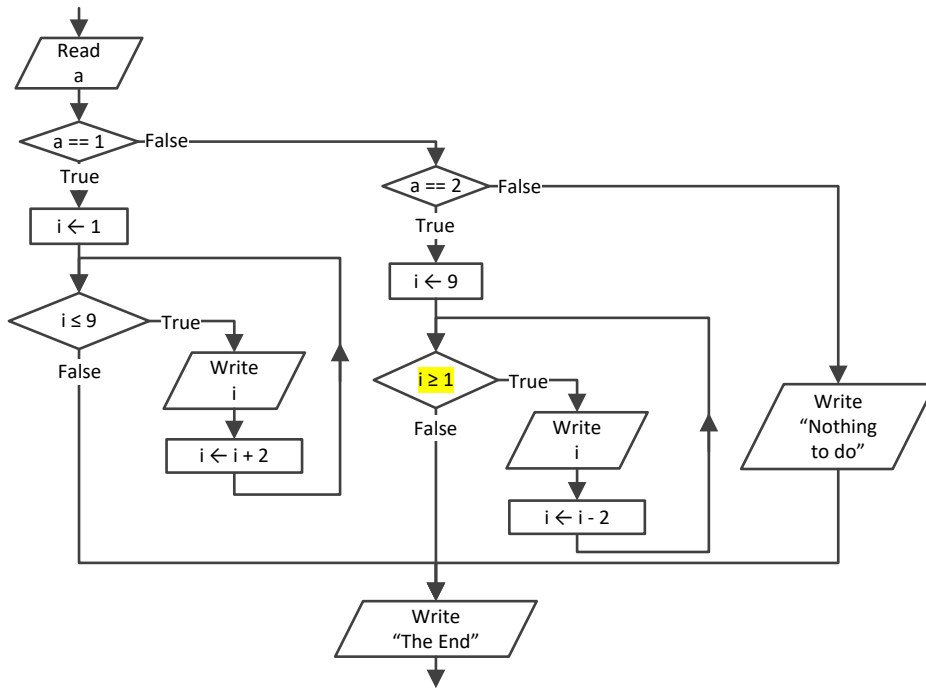 Read
a
a == 1
False
True
a == 2
False
True
i ← 1
i ← 9
i ≤ 9
True
False
Write
i
i ≥ 1
True
False
Write
i
Write
“Nothing
to do”
i ← i + 2
i ← i - 2
Write
“The End”